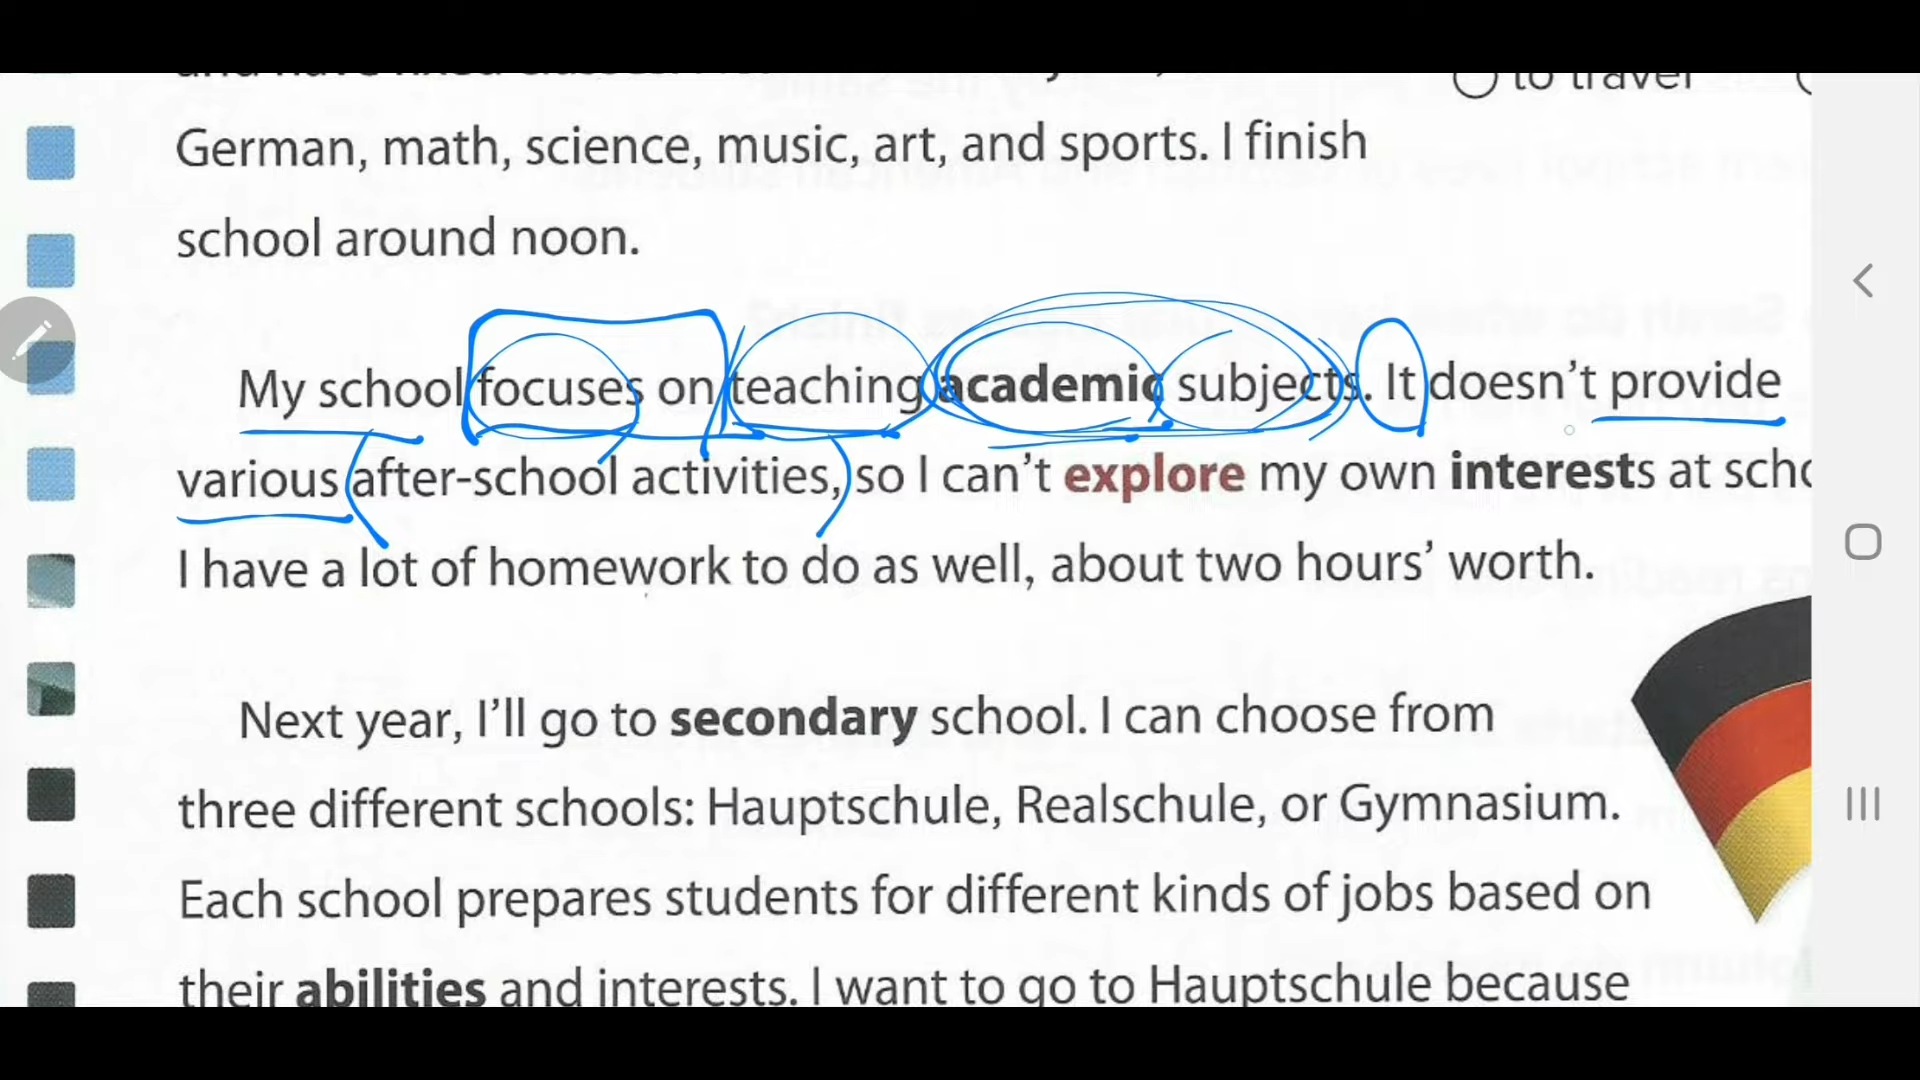 to travel
German, math, science, music, art, and sports. I finish
school around noon.
My school focuses on teaching academic subjects. It doesn't provide
various after-school activities, so I can't explore my own interests at
I have a lot of homework to do as well, about two hours' worth.
Next year, I'll go to secondary school. I can choose from
three different schools: Hauptschule, Realschule, or Gymnasium.
Each school prepares students for different kinds of jobs based on
their abilities and interests. I want to go to Hauptschule because